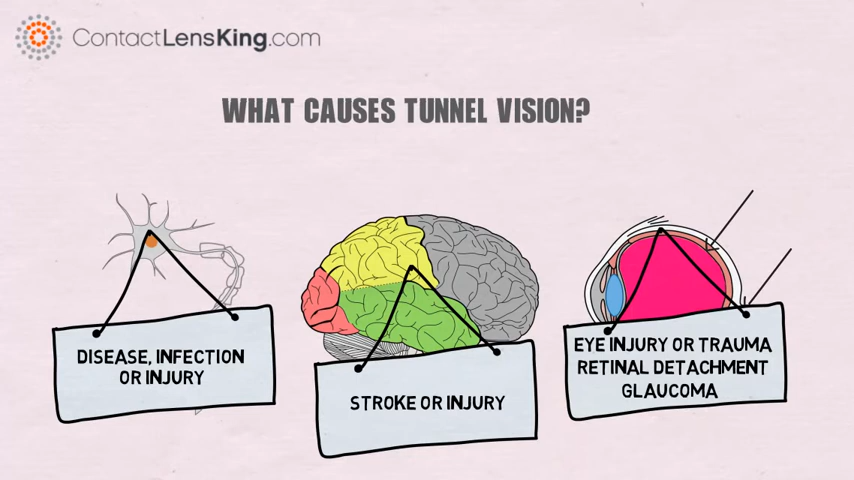 ContactLensKing.com
WHAT CAUSES TUNNEL VISION?
DISEASE, INFECTION
OR INJURY
STROKE OR INJURY
EYE INJURY OR TRAUMA
RETINAL DETACHMENT
GLAUCOMA